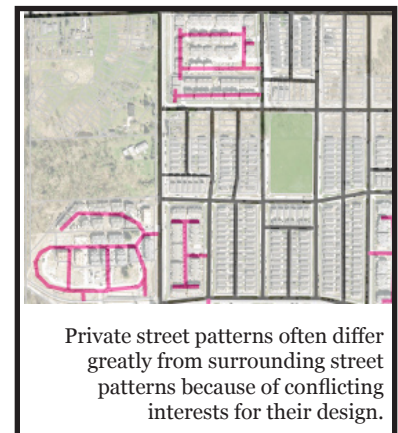 Private street patterns often differ
greatly from surrounding street
patterns because of conflicting
interests for their design.